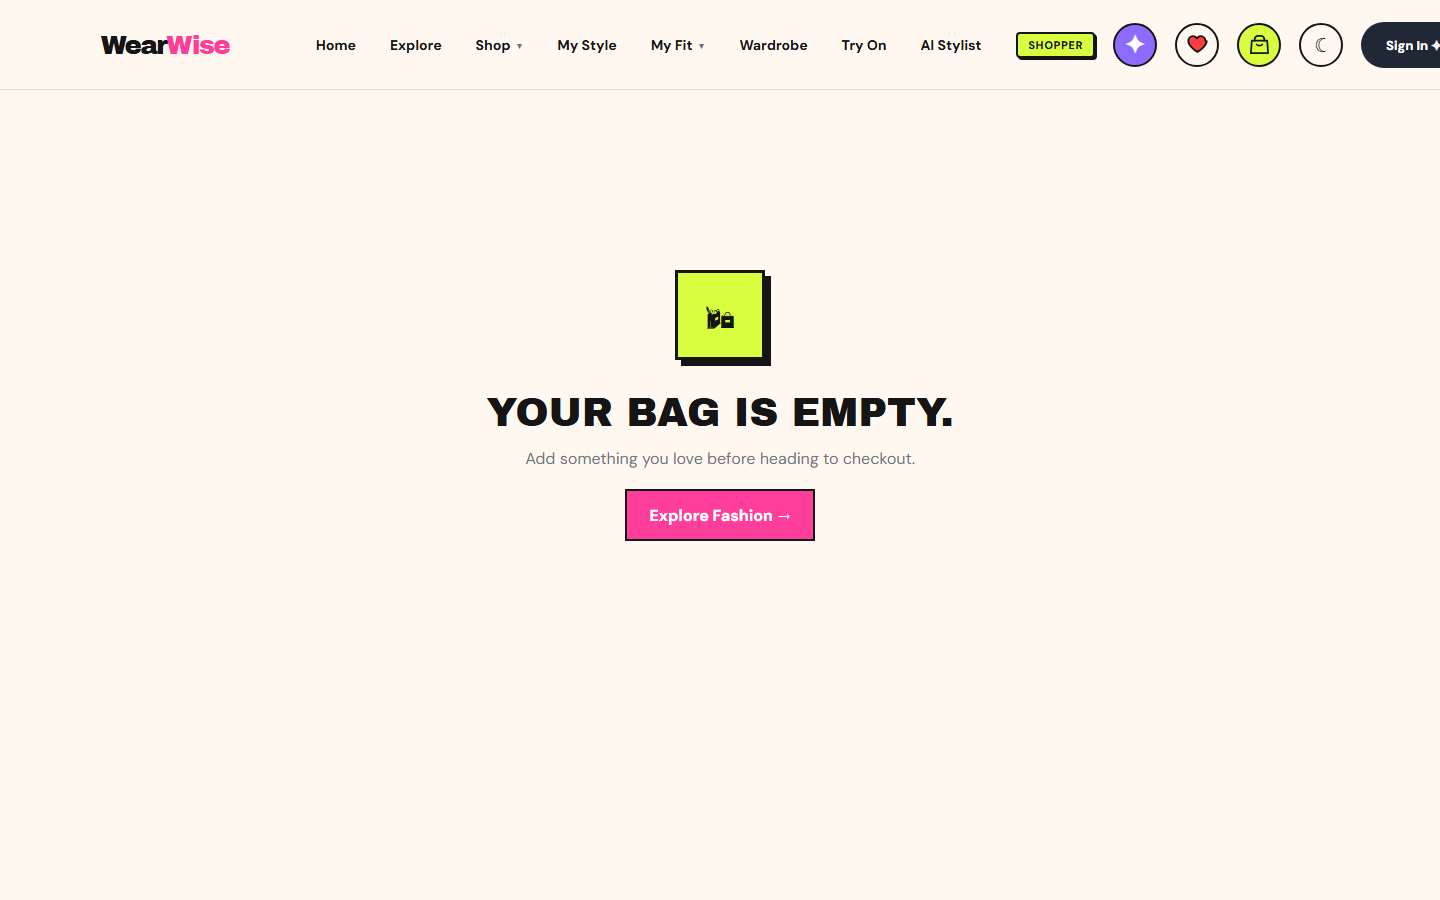 WearWise
Home Explore Shop ▾ My Style My Fit ▾ Wardrobe Try On AI Stylist SHOPPER Sign In ✦
YOUR BAG IS EMPTY.
Add something you love before heading to checkout.
Explore Fashion →